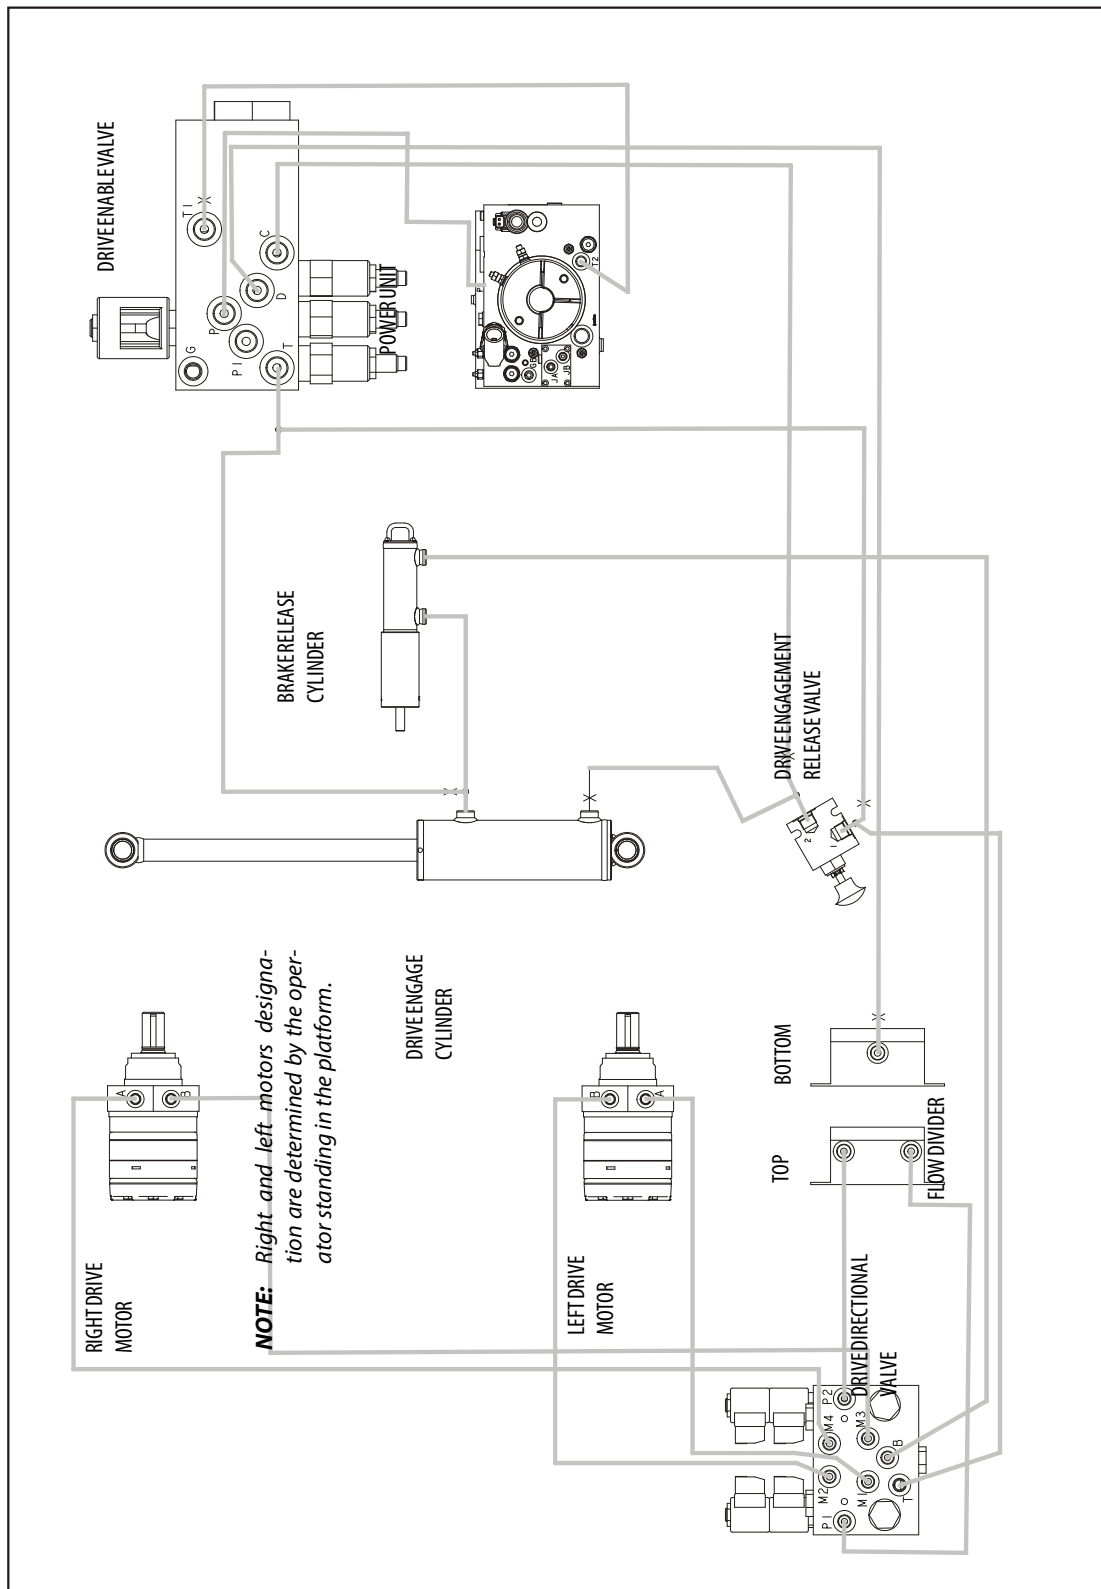 DRIVE ENABLE VALVE
T1
C
D
P
P1
G
T
POWER UNIT
P
T2
JA
JB
BRAKE RELEASE
CYLINDER
DRIVE ENGAGEMENT
RELEASE VALVE
2
1
DRIVE ENGAGE
CYLINDER
BOTTOM
TOP
FLOW DIVIDER
A
B
B
A
RIGHT DRIVE
MOTOR
NOTE: Right and left motors designa-
tion are determined by the oper-
ator standing in the platform.
LEFT DRIVE
MOTOR
DRIVE DIRECTIONAL
VALVE
P2
M4
M3
B
M2
M1
T
P1